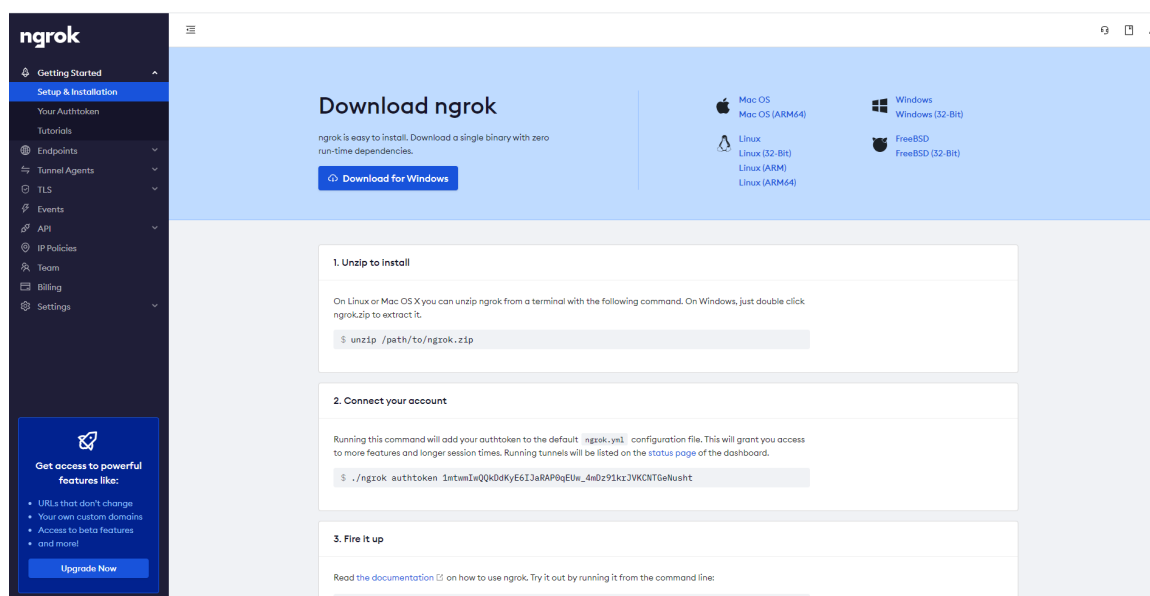 ngrok
Getting Started
Setup & Installation
Your Authtoken
Tutorials
Endpoints
Tunnel Agents
TLS
Events
API
IP Policies
Team
Billing
Settings
Get access to powerful
features like:
• URLs that don't change
• Your own custom domains
• Access to beta features
• and more!
Upgrade Now
Download ngrok
ngrok is easy to install. Download a single binary with zero
run-time dependencies.
Download for Windows
Mac OS
Mac OS (ARM64)
Linux
Linux (32-Bit)
Linux (ARM)
Linux (ARM64)
Windows
Windows (32-Bit)
FreeBSD
FreeBSD (32-Bit)
1. Unzip to install
On Linux or Mac OS X you can unzip ngrok from a terminal with the following command. On Windows, just double click
ngrok.zip to extract it.
$ unzip /path/to/ngrok.zip
2. Connect your account
Running this command will add your authtoken to the default ngrok.yml configuration file. This will grant you access
to more features and longer session times. Running tunnels will be listed on the status page of the dashboard.
$ ./ngrok authtoken 1mtwmIwQQkDdKyE6IJaRAP0qEUw_4mDz91krJVKCNTGeNusht
3. Fire it up
Read the documentation on how to use ngrok. Try it out by running it from the command line: